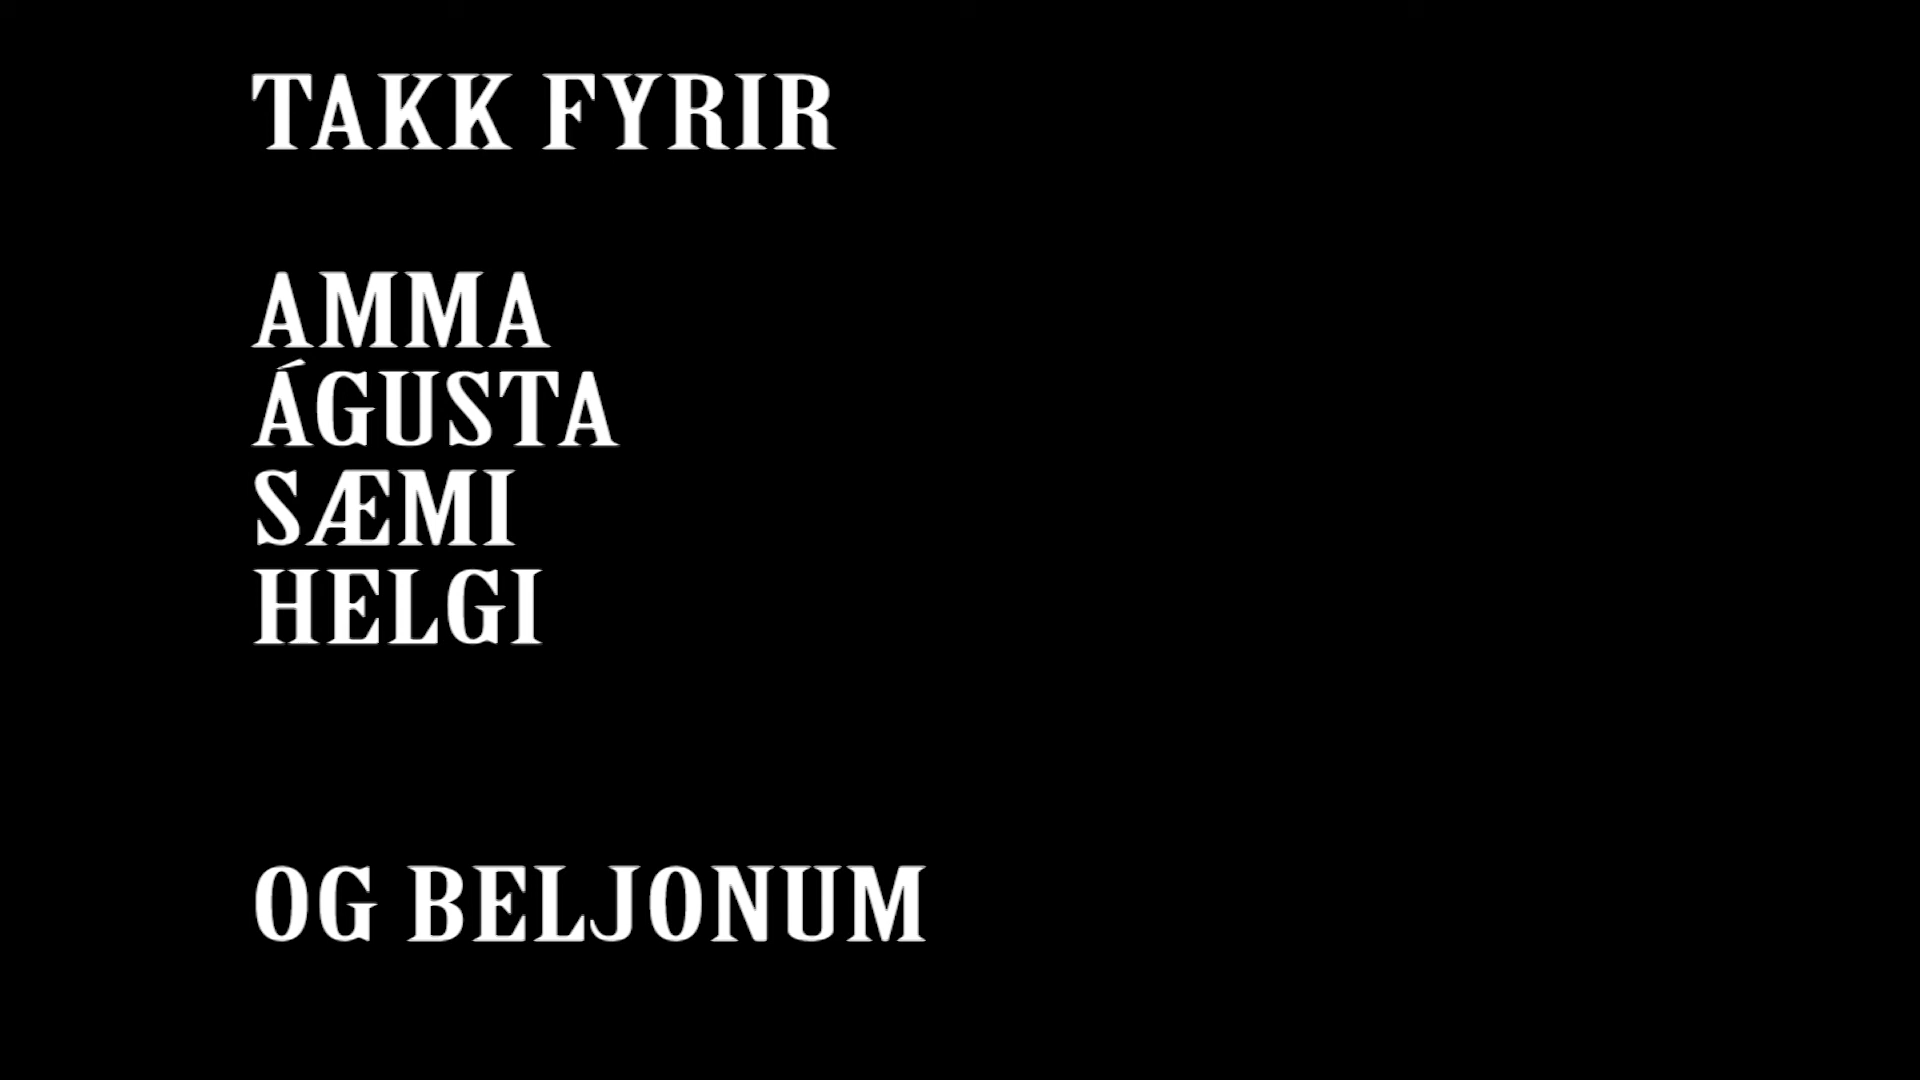 TAKK FYRIR
AMMA
ÁGUSTA
SÆMI
HELGI
OG BELJONUM